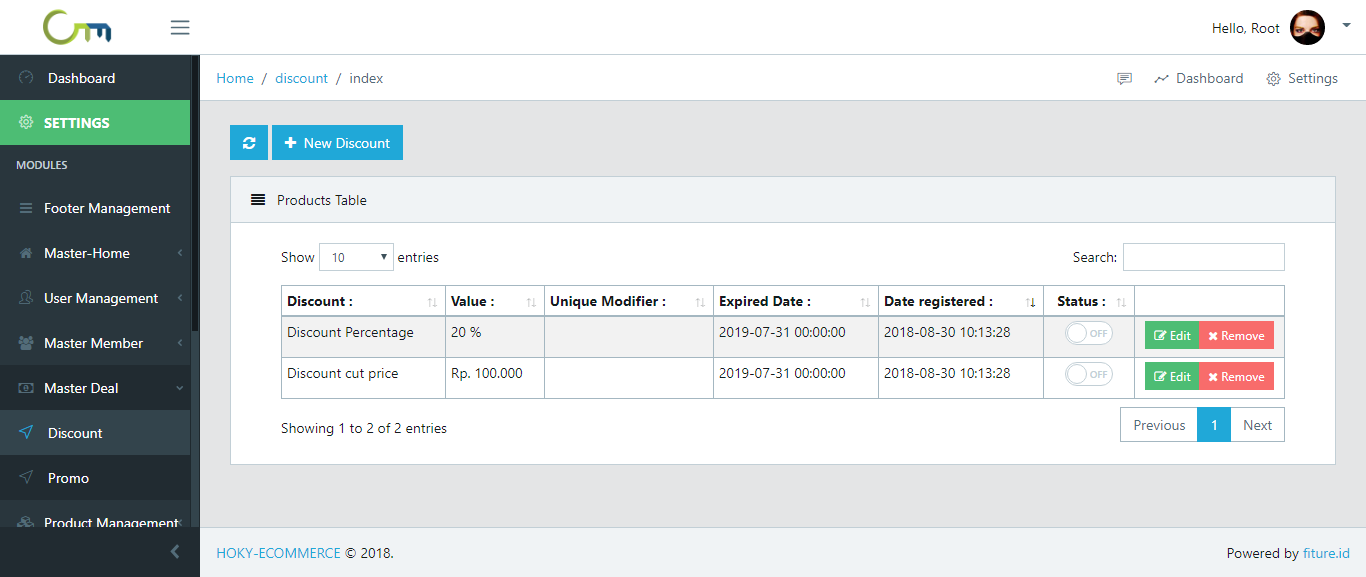 Hello, Root
Dashboard
SETTINGS
MODULES
Footer Management
Master-Home
User Management
Master Member
Master Deal
Discount
Promo
Product Management
Home / discount / index
Dashboard
Settings
New Discount
Products Table
Show 10 entries
Search:
Discount : Value : Unique Modifier : Expired Date : Date registered : Status :
Discount Percentage 20 % 2019-07-31 00:00:00 2018-08-30 10:13:28 OFF Edit Remove
Discount cut price Rp. 100.000 2019-07-31 00:00:00 2018-08-30 10:13:28 OFF Edit Remove
Showing 1 to 2 of 2 entries
Previous 1 Next
HOKY-ECOMMERCE © 2018.
Powered by fiture.id